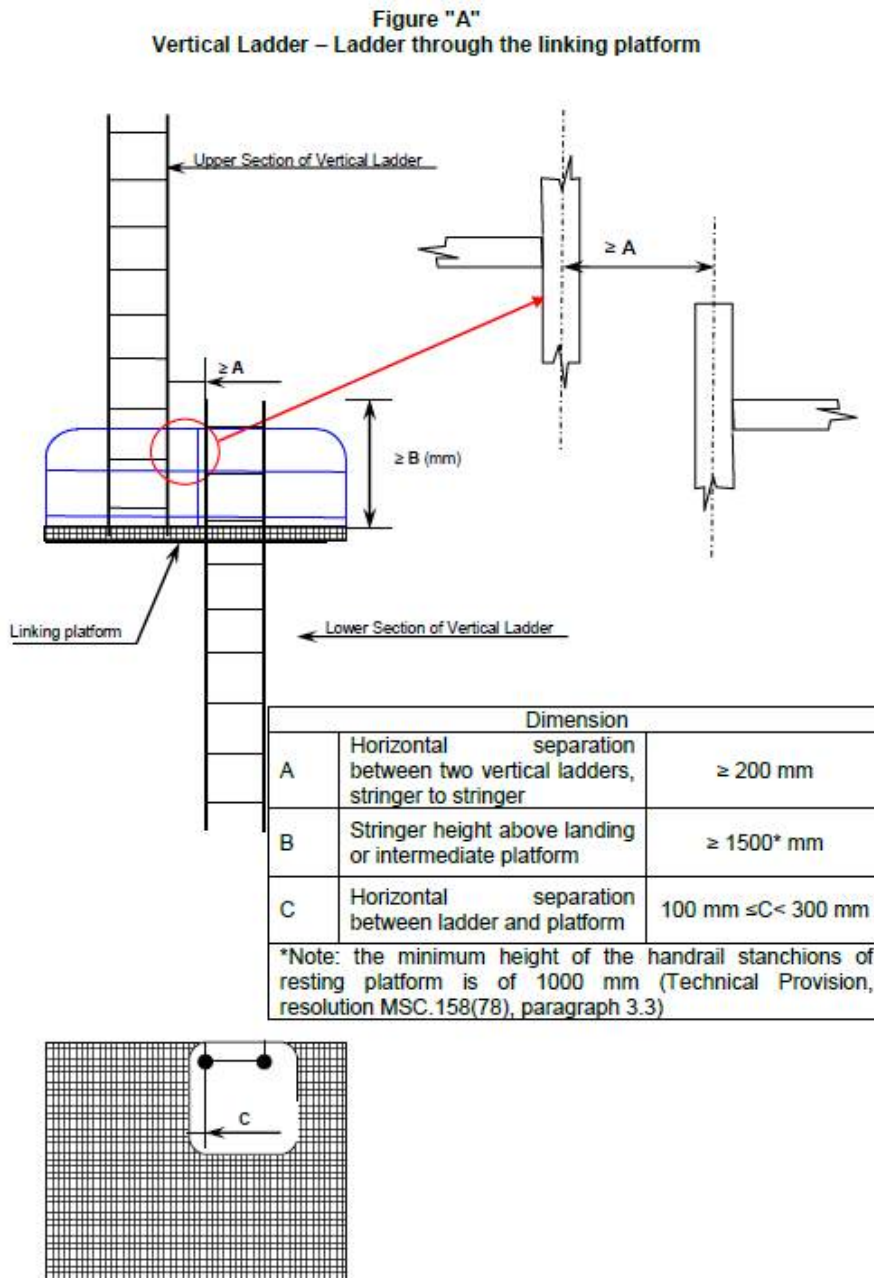 Figure "A"
Vertical Ladder – Ladder through the linking platform
Upper Section of Vertical Ladder
≥ A
≥ A
≥ B (mm)
Linking platform
Lower Section of Vertical Ladder
Dimension
A
Horizontal separation
between two vertical ladders,
stringer to stringer
≥ 200 mm
B
Stringer height above landing
or intermediate platform
≥ 1500* mm
C
Horizontal separation
between ladder and platform
100 mm ≤C< 300 mm
*Note: the minimum height of the handrail stanchions of
resting platform is of 1000 mm (Technical Provision,
resolution MSC.158(78), paragraph 3.3)
C